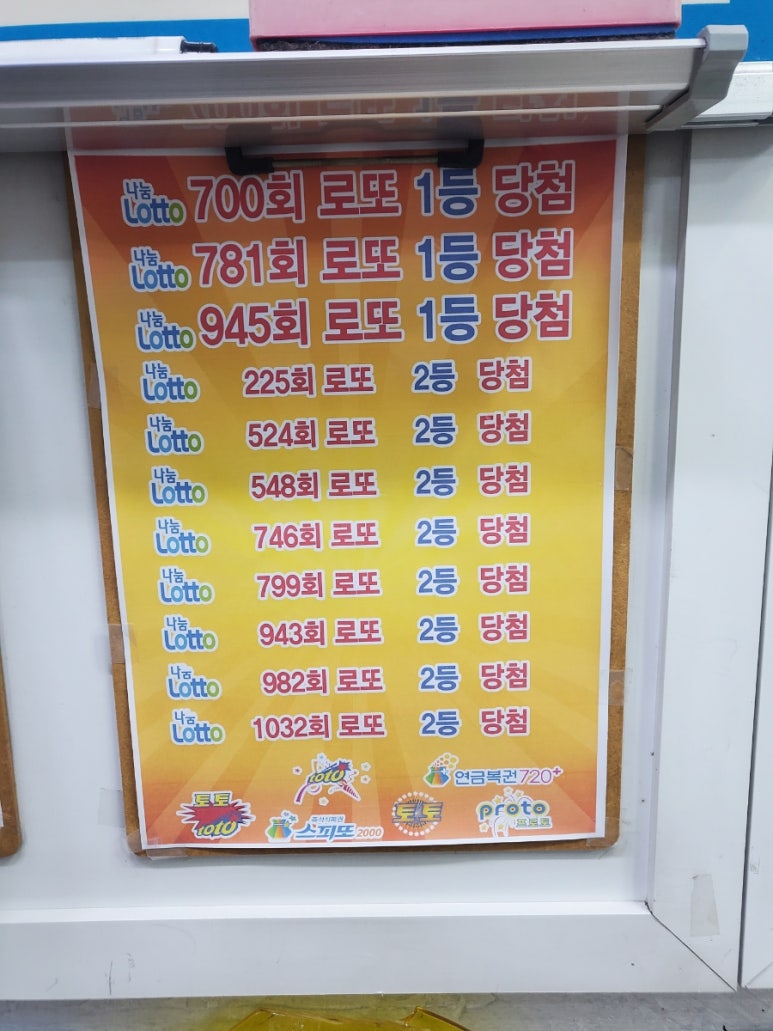 나눔 Lotto 700회 로또 1등 당첨
나눔 Lotto 781회 로또 1등 당첨
나눔 Lotto 945회 로또 1등 당첨
나눔 Lotto 225회 로또 2등 당첨
나눔 Lotto 524회 로또 2등 당첨
나눔 Lotto 548회 로또 2등 당첨
나눔 Lotto 746회 로또 2등 당첨
나눔 Lotto 799회 로또 2등 당첨
나눔 Lotto 943회 로또 2등 당첨
나눔 Lotto 982회 로또 2등 당첨
나눔 Lotto 1032회 로또 2등 당첨
toto 연금복권720+
토토 toto 즉석복권 스피또2000 토토 proto 프로토